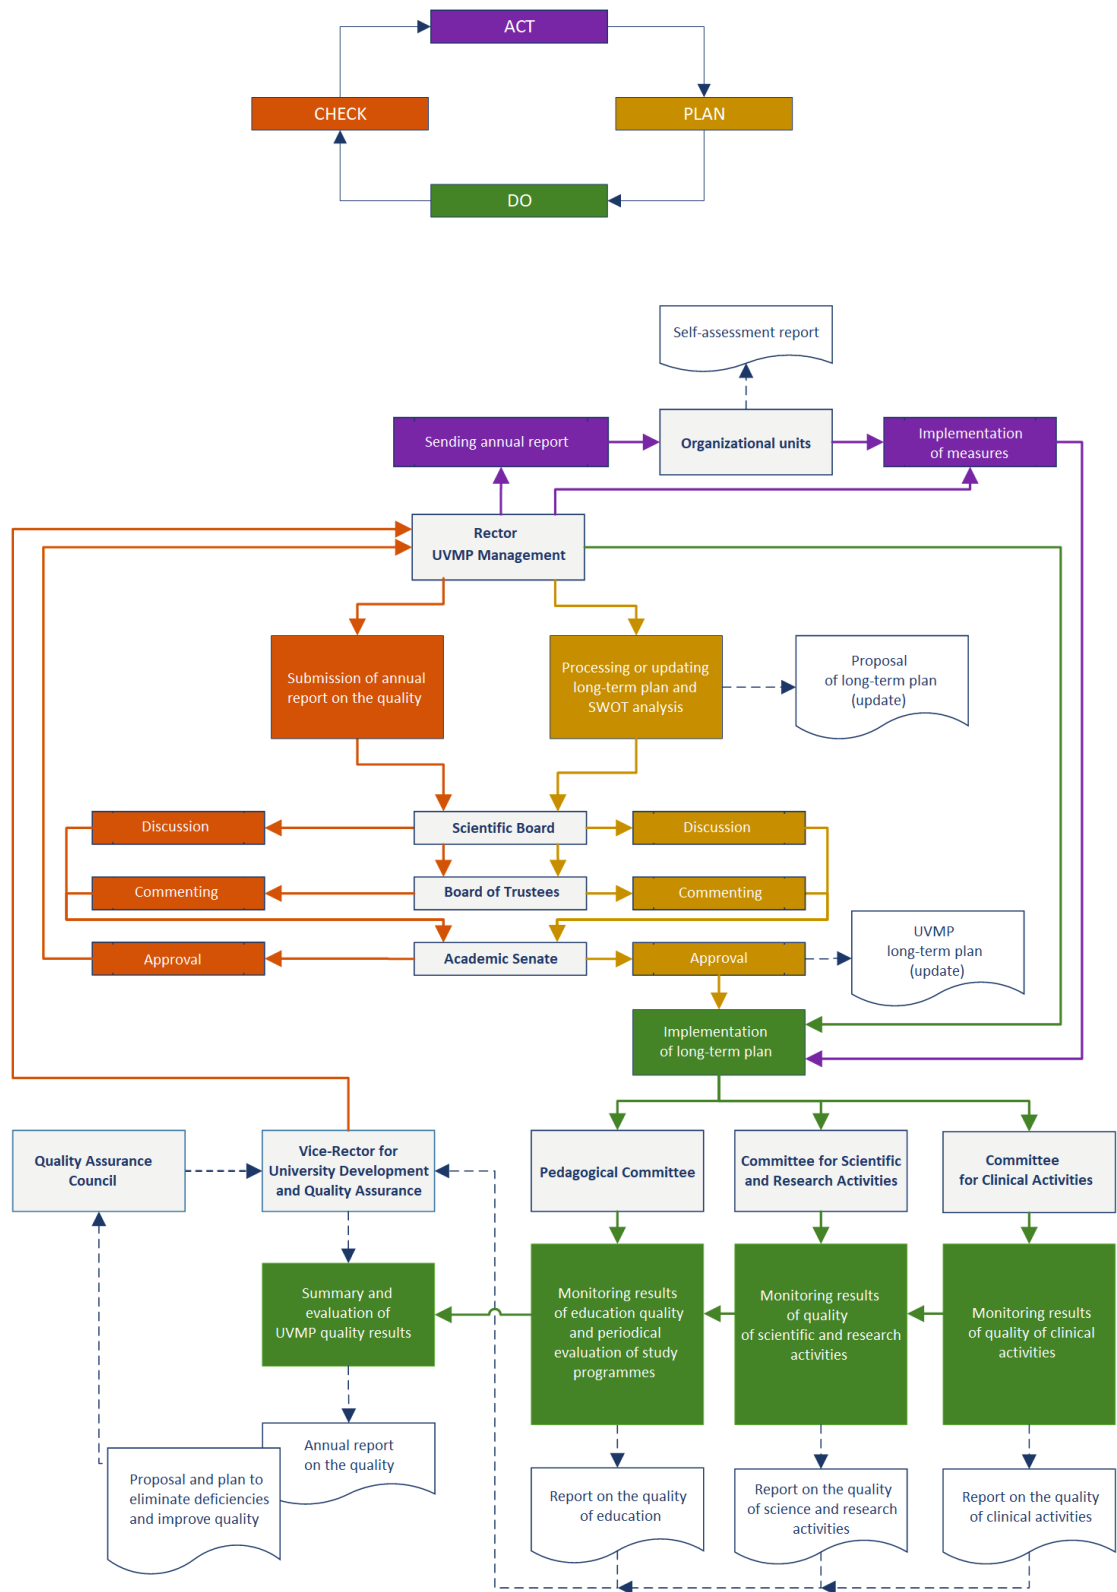 ACT
CHECK
PLAN
DO
Self-assessment report
Sending annual report
Organizational units
Implementation
of measures
Rector
UVMP Management
Submission of annual
report on the quality
Processing or updating
long-term plan and
SWOT analysis
Proposal
of long-term plan
(update)
Discussion
Scientific Board
Discussion
Commenting
Board of Trustees
Commenting
Approval
Academic Senate
Approval
UVMP
long-term plan
(update)
Implementation
of long-term plan
Quality Assurance
Council
Vice-Rector for
University Development
and Quality Assurance
Pedagogical Committee
Committee for Scientific
and Research Activities
Committee
for Clinical Activities
Summary and
evaluation of
UVMP quality results
Monitoring results
of education quality
and periodical
evaluation of study
programmes
Monitoring results
of quality
of scientific and research
activities
Monitoring results
of quality of clinical
activities
Annual report
on the quality
Proposal and plan to
eliminate deficiencies
and improve quality
Report on the quality
of education
Report on the quality
of science and research
activities
Report on the quality
of clinical activities